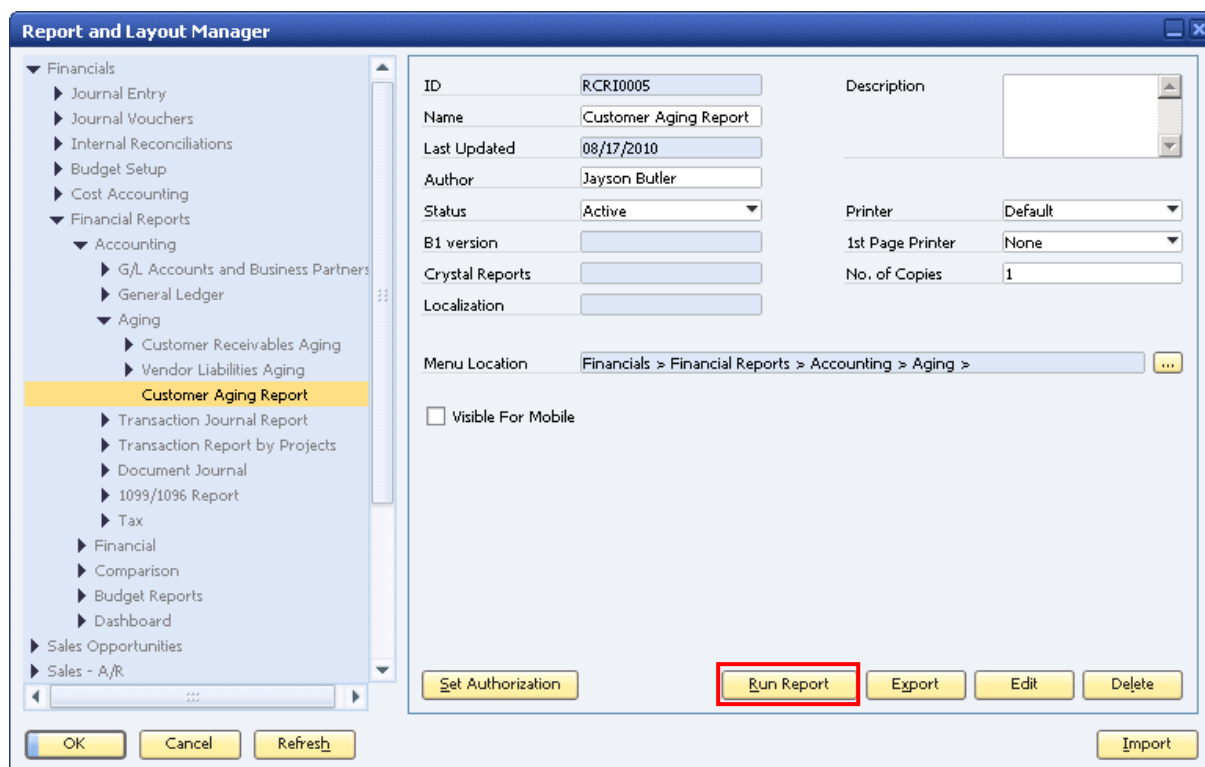 Report and Layout Manager
Financials
Journal Entry
Journal Vouchers
Internal Reconciliations
Budget Setup
Cost Accounting
Financial Reports
Accounting
G/L Accounts and Business Partners
General Ledger
Aging
Customer Receivables Aging
Vendor Liabilities Aging
Customer Aging Report
Transaction Journal Report
Transaction Report by Projects
Document Journal
1099/1096 Report
Tax
Financial
Comparison
Budget Reports
Dashboard
Sales Opportunities
Sales - A/R
ID RCRI0005 Description
Name Customer Aging Report
Last Updated 08/17/2010
Author Jayson Butler
Status Active Printer Default
B1 version 1st Page Printer None
Crystal Reports No. of Copies 1
Localization
Menu Location Financials > Financial Reports > Accounting > Aging > ...
Visible For Mobile
Set Authorization Run Report Export Edit Delete
OK Cancel Refresh Import